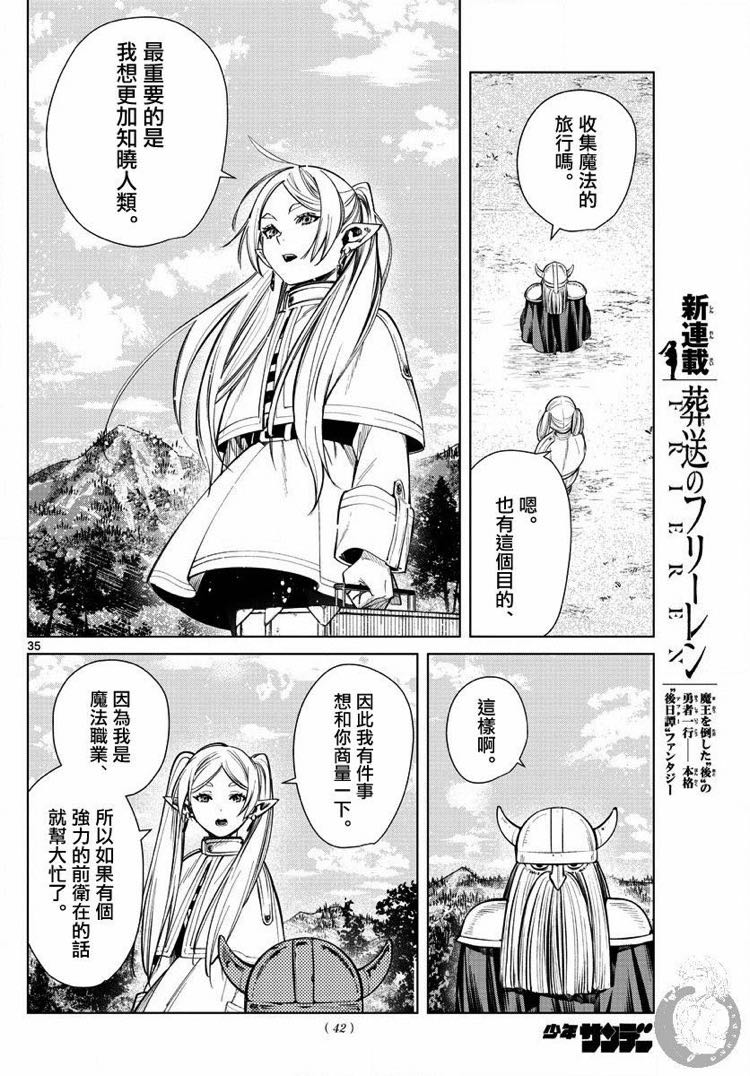 收集魔法的
旅行嗎。
嗯。
也有這個目的、
最重要的是
我想更加知曉人類。
新連載
葬送のフリーレン
FRIEREN
魔王を倒した“後”の
勇者一行――本格
“後日譚”ファンタジー
35
這樣啊。
因此我有件事
想和你商量一下。
因為我是
魔法職業、
所以如果有個
強力的前衛在的話
就幫大忙了。
(42)
少年サンデー